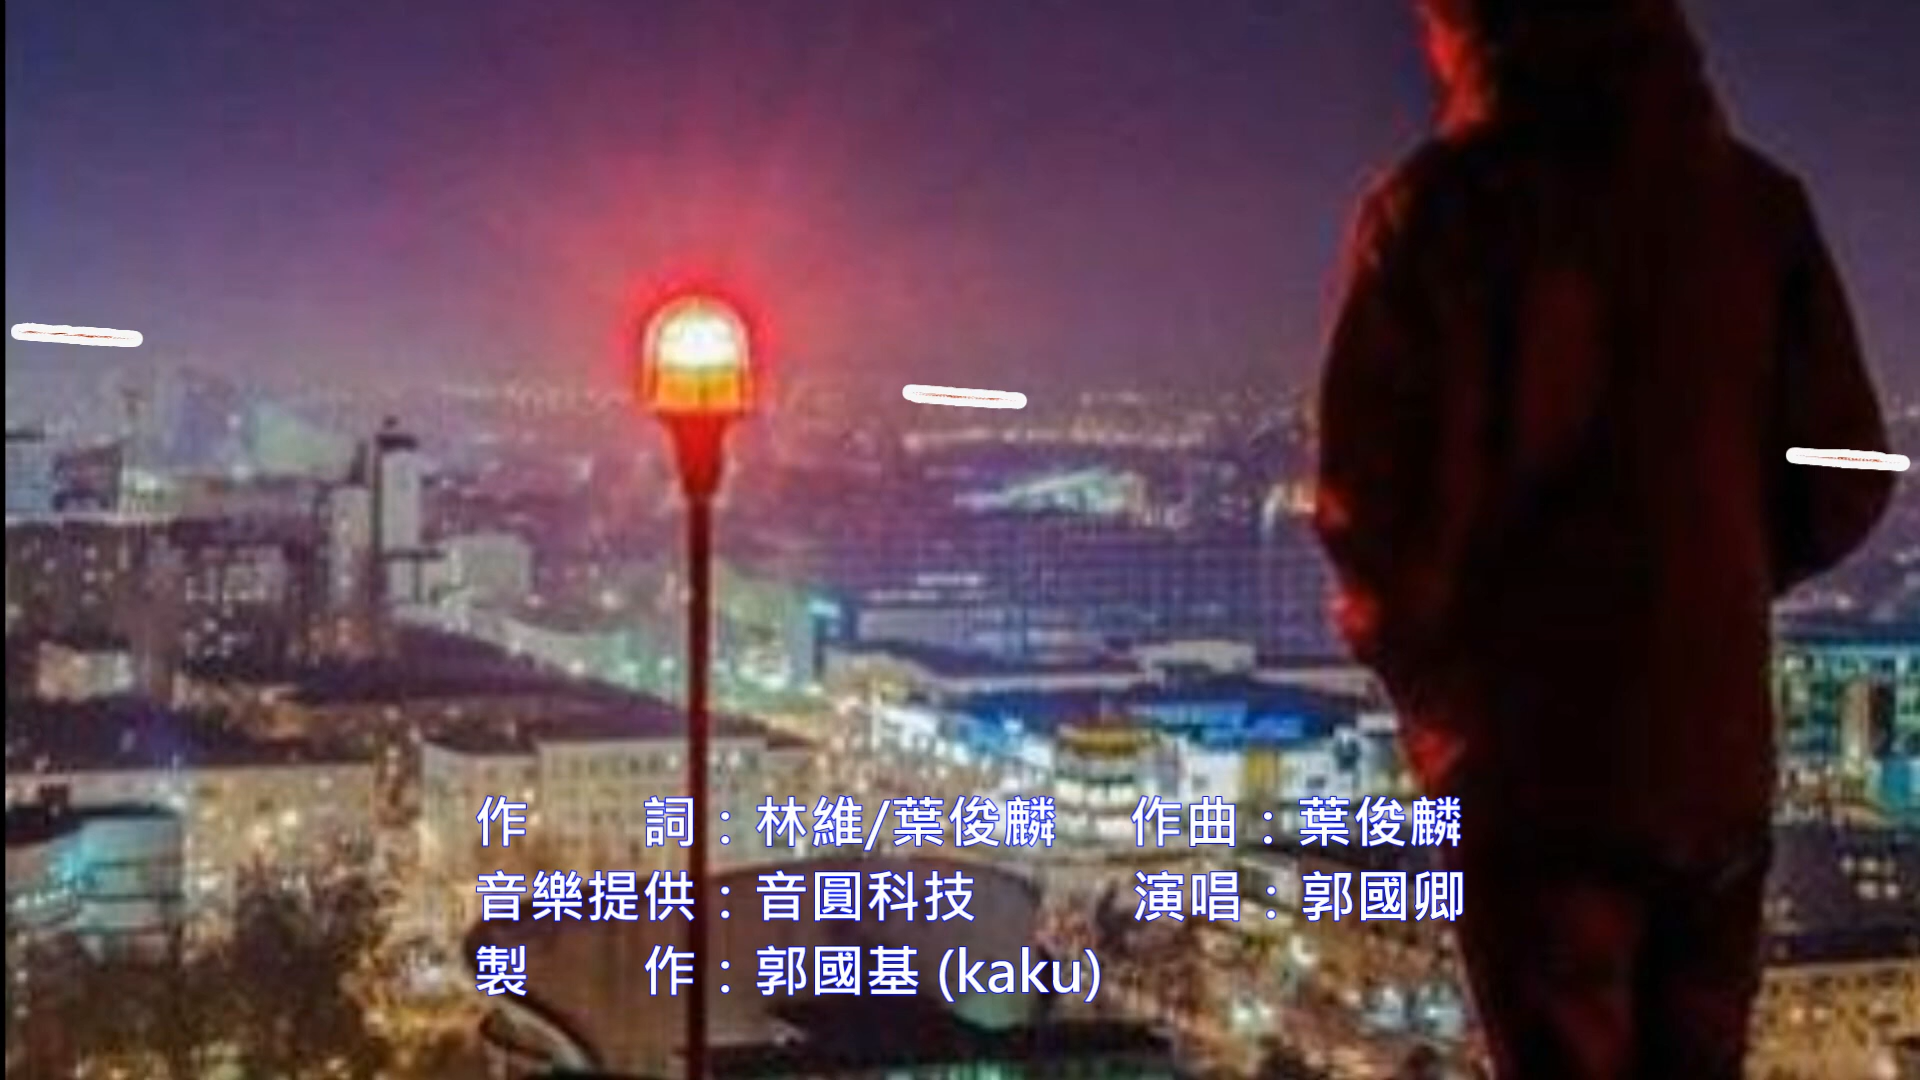 作　　詞：林維/葉俊麟　作曲：葉俊麟
音樂提供：音圓科技　　　演唱：郭國卿
製　　作：郭國基 (kaku)